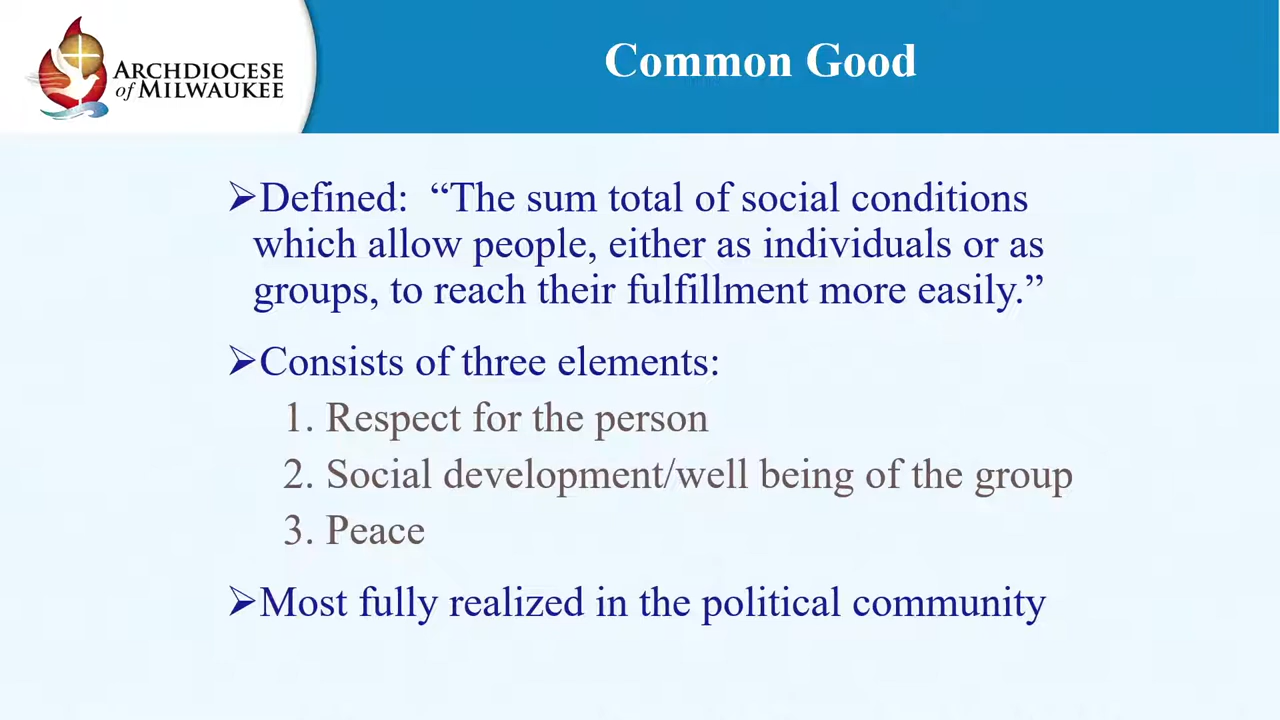 ARCHDIOCESE
of MILWAUKEE
Common Good
➢Defined: “The sum total of social conditions
which allow people, either as individuals or as
groups, to reach their fulfillment more easily.”
➢Consists of three elements:
1. Respect for the person
2. Social development/well being of the group
3. Peace
➢Most fully realized in the political community